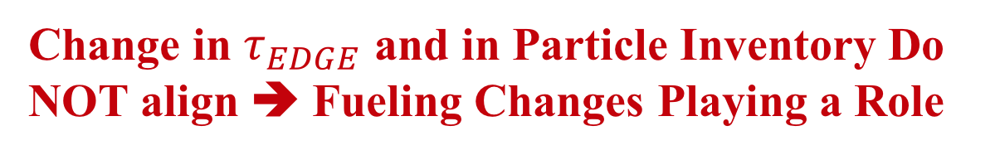 Change in τ_EDGE and in Particle Inventory Do
NOT align ➔ Fueling Changes Playing a Role